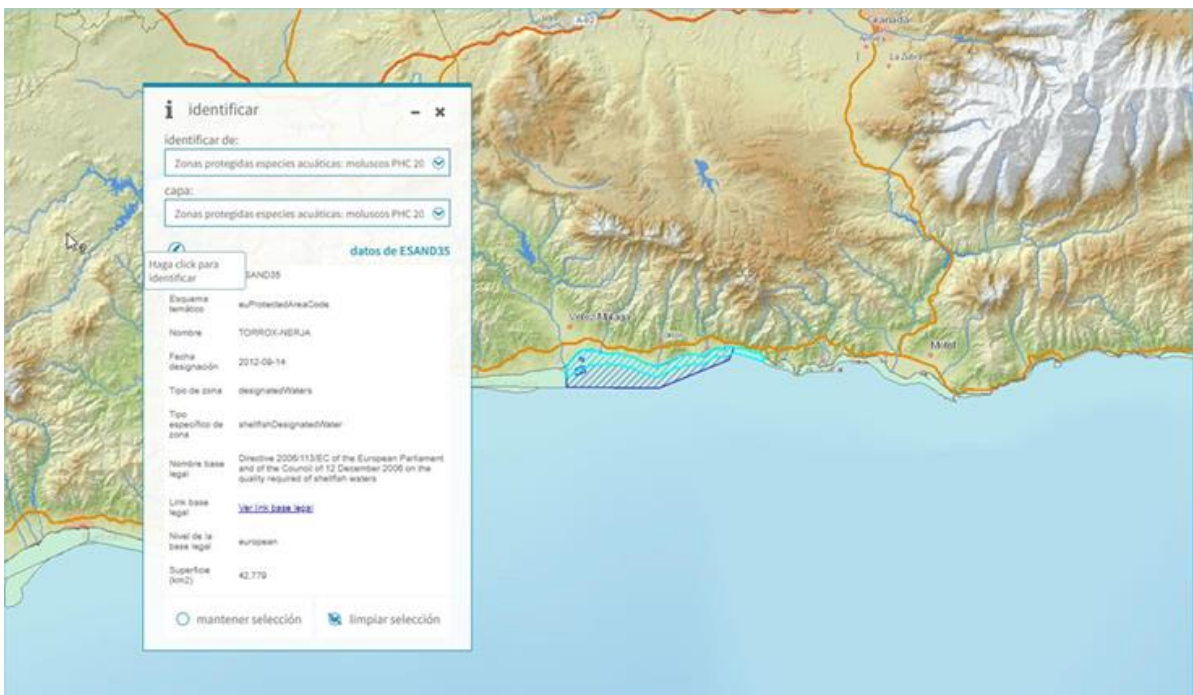 A-92
Granada
La Zubia
i identificar
identificar de:
Zonas protegidas especies acuáticas: moluscos PHC 20
capa:
Zonas protegidas especies acuáticas: moluscos PHC 20
datos de ESAND35
Haga click para
identificar
SAND35
Esquema
temático
euProtectedAreaCode
Nombre
TORROX-NERJA
Fecha
designación
2012-09-14
Tipo de zona
designatedWaters
Tipo
específico de
zona
shellfishDesignatedWater
Nombre base
legal
Directive 2006/113/EC of the European Parliament
and of the Council of 12 December 2006 on the
quality required of shellfish waters
Link base
legal
Ver link base legal
Nivel de la
base legal
european
Superficie
(km2)
42,779
mantener selección
limpiar selección
Vélez-Málaga
Motril